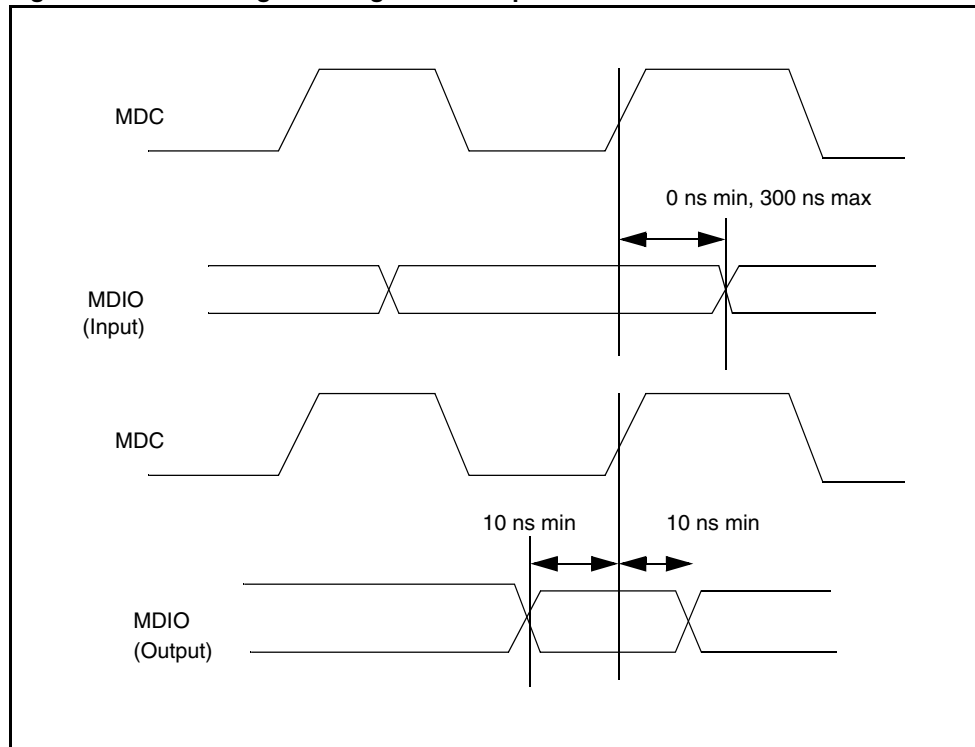 MDC
0 ns min, 300 ns max
MDIO
(Input)
MDC
10 ns min
10 ns min
MDIO
(Output)